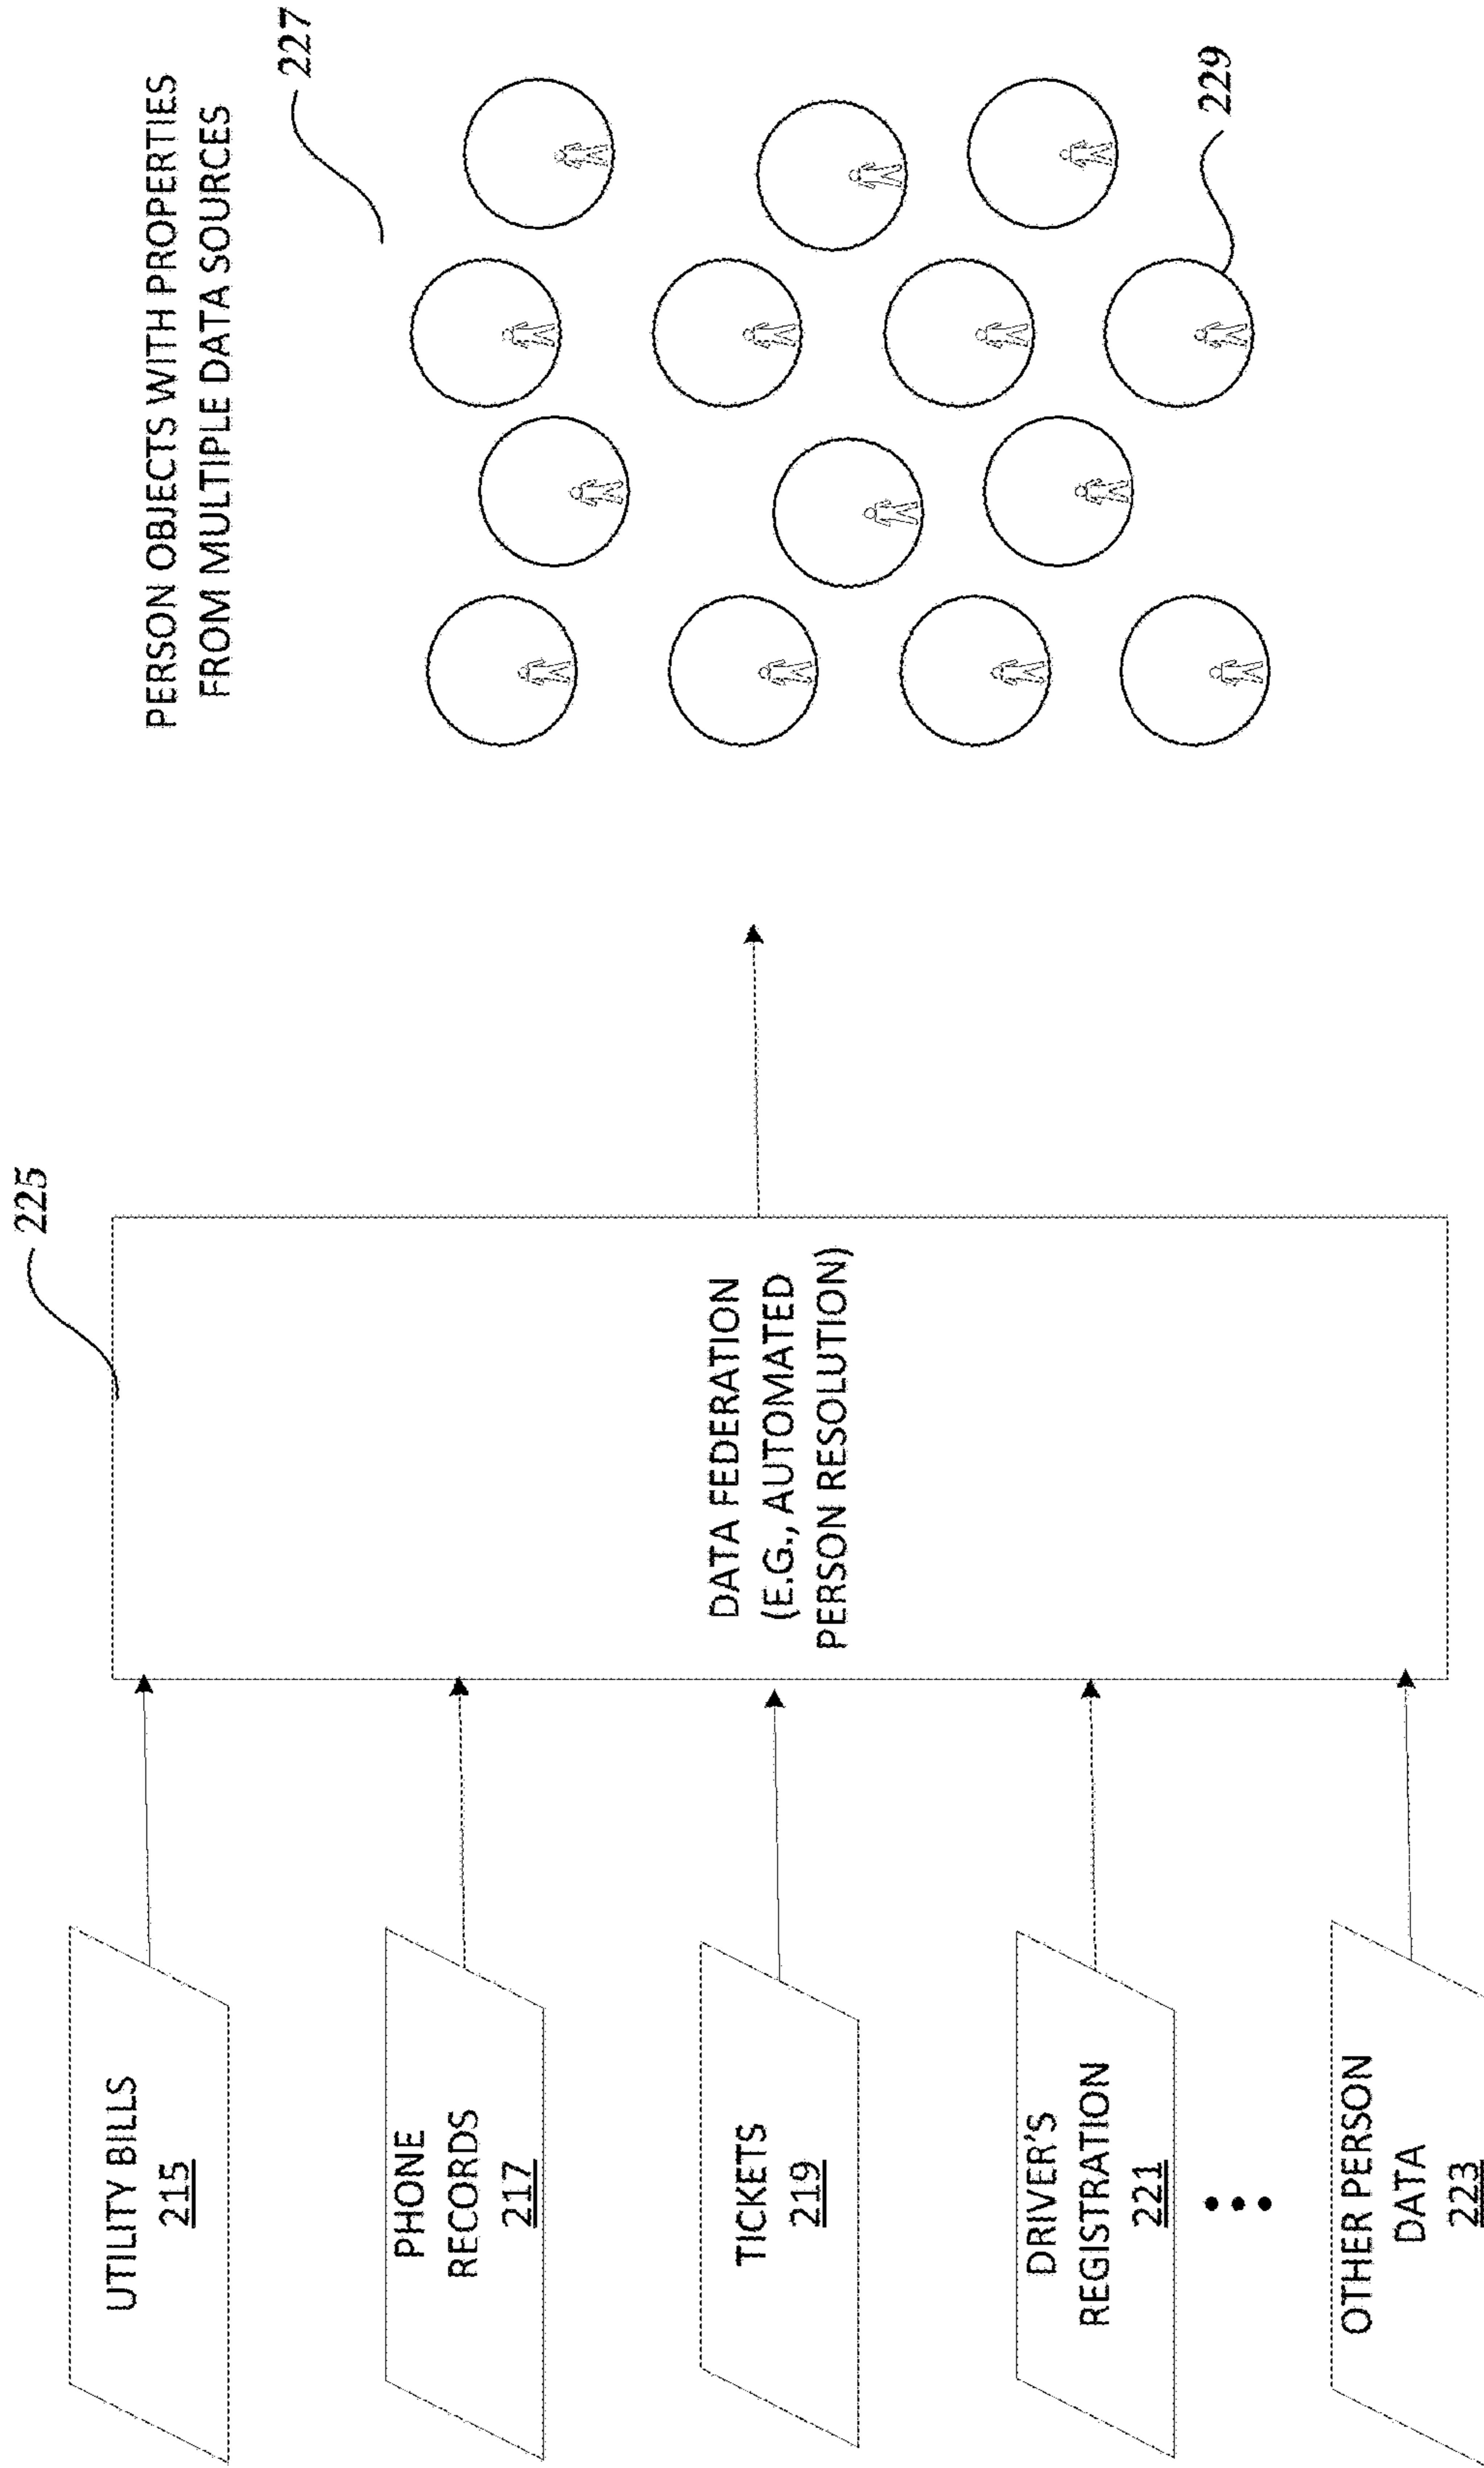 UTILITY BILLS
215
PHONE
RECORDS
217
TICKETS
219
DRIVER'S
REGISTRATION
221
OTHER PERSON
DATA
223
225
DATA FEDERATION
(E.G., AUTOMATED
PERSON RESOLUTION)
PERSON OBJECTS WITH PROPERTIES
FROM MULTIPLE DATA SOURCES
227
229